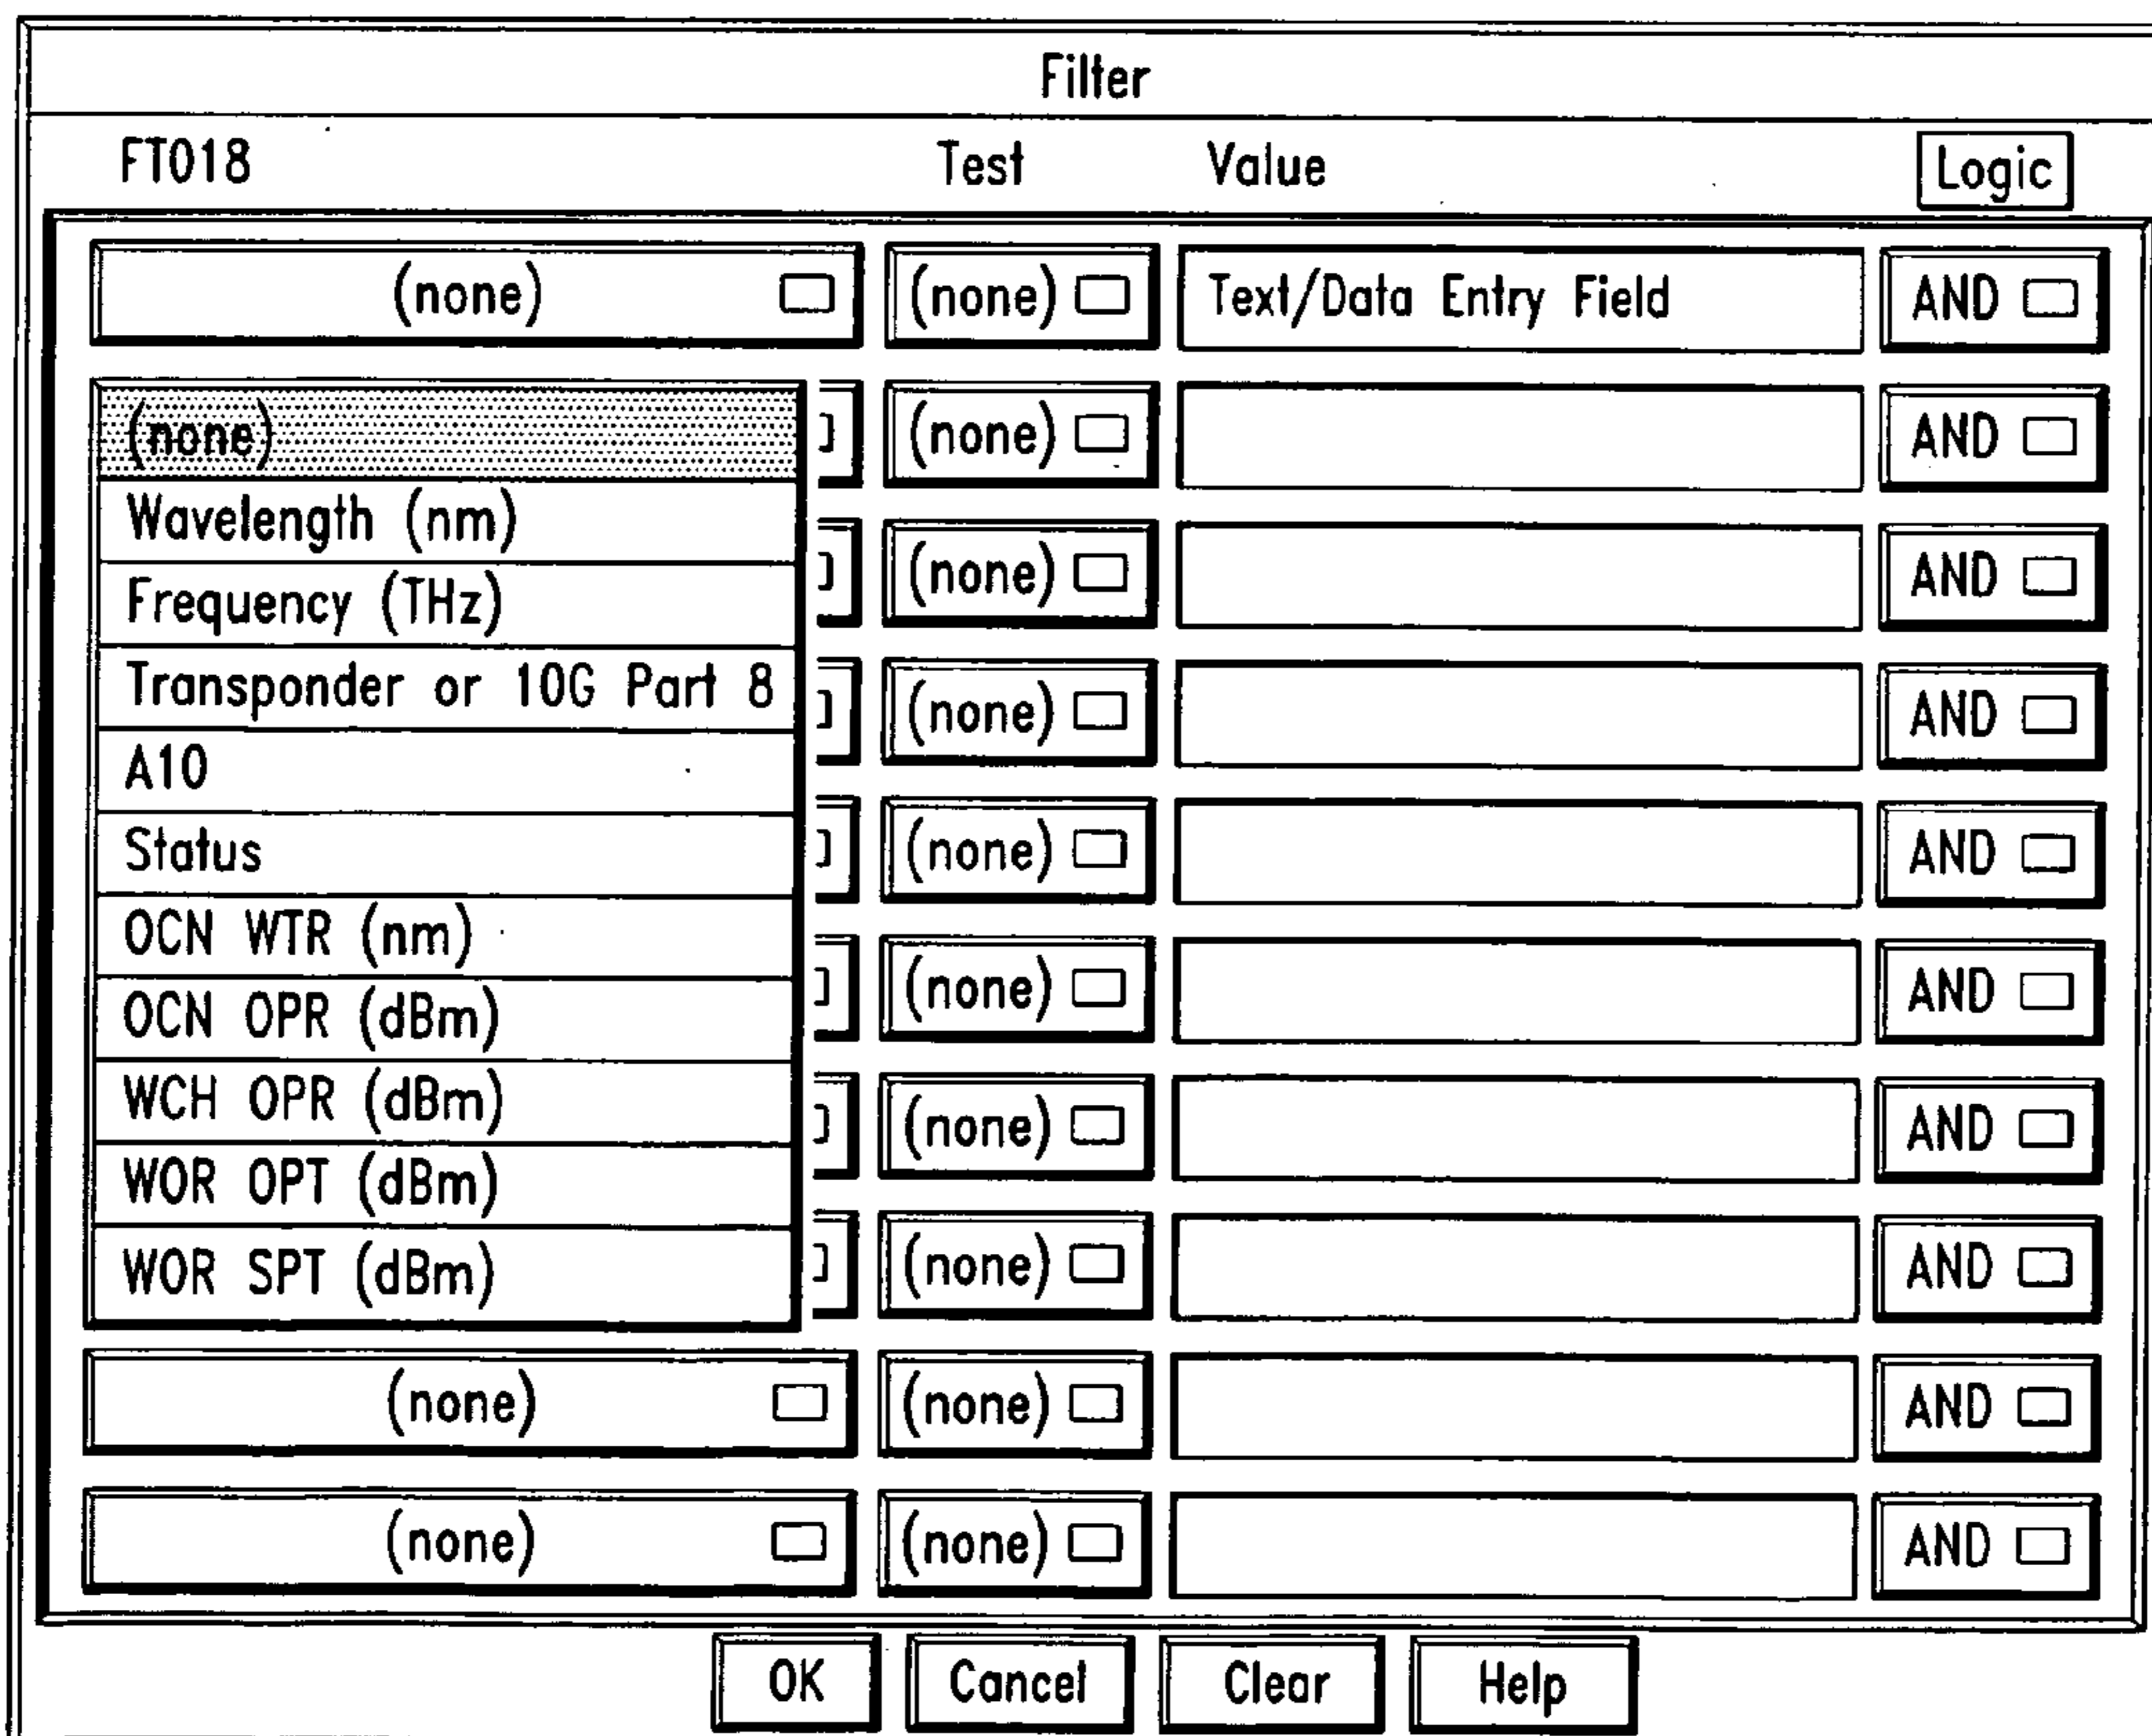 Filter
FT018 Test Value Logic
(none) (none) Text/Data Entry Field AND
(none) (none) AND
Wavelength (nm)
Frequency (THz) (none) AND
Transponder or 10G Part 8 (none) AND
A10
Status (none) AND
OCN WTR (nm)
OCN OPR (dBm) (none) AND
WCH OPR (dBm) (none) AND
WOR OPT (dBm)
WOR SPT (dBm) (none) AND
(none) (none) AND
(none) (none) AND
OK Cancel Clear Help